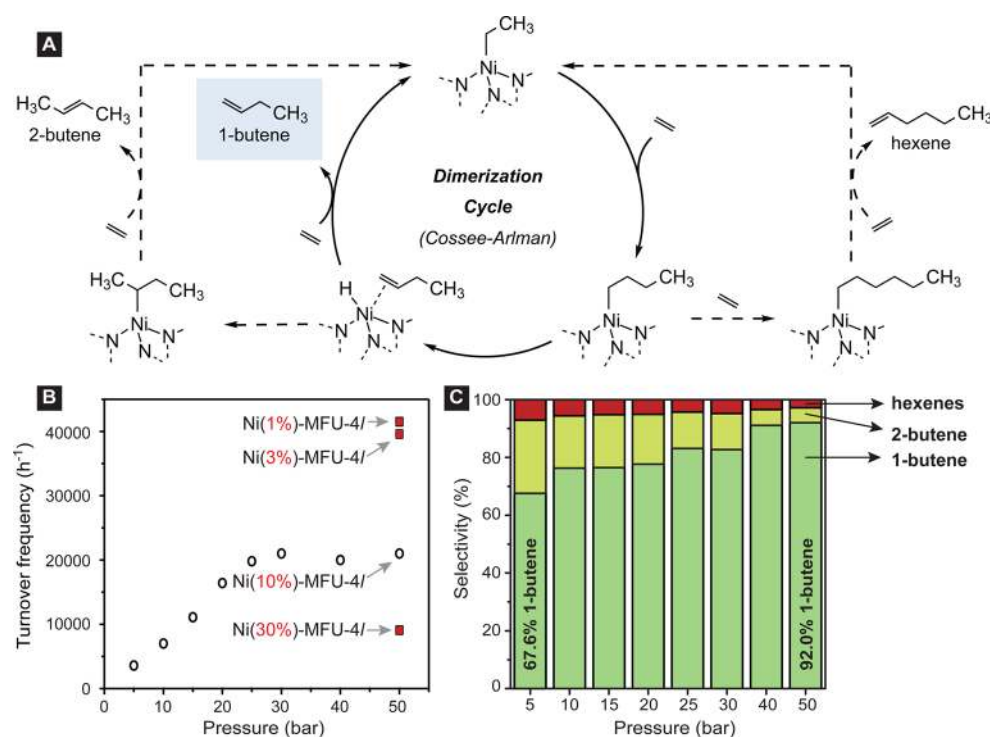 A
CH₃
Ni
N
N
N
H₃C
CH₃
2-butene
CH₃
1-butene
hexene
Dimerization
Cycle
(Cossee-Arlman)
H₃C
CH₃
Ni
N
N
N
H
CH₃
Ni
N
N
N
CH₃
Ni
N
N
N
CH₃
Ni
N
N
N
B
Turnover frequency (h⁻¹)
40000
30000
20000
10000
0
Ni(1%)-MFU-4l
Ni(3%)-MFU-4l
Ni(10%)-MFU-4l
Ni(30%)-MFU-4l
0 10 20 30 40 50
Pressure (bar)
C
Selectivity (%)
100
80
60
40
20
0
67.6% 1-butene
92.0% 1-butene
hexenes
2-butene
1-butene
5 10 15 20 25 30 40 50
Pressure (bar)